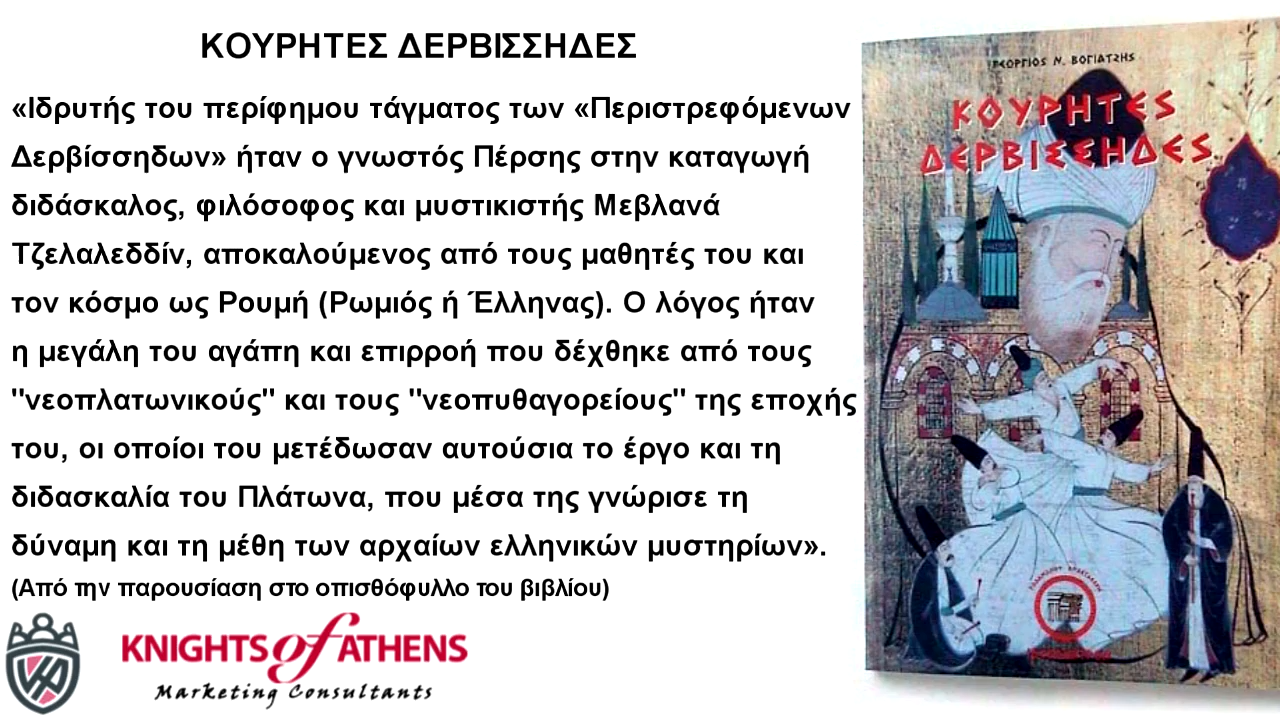 ΚΟΥΡΗΤΕΣ ΔΕΡΒΙΣΣΗΔΕΣ
«Ιδρυτής του περίφημου τάγματος των «Περιστρεφόμενων
Δερβίσσηδων» ήταν ο γνωστός Πέρσης στην καταγωγή
διδάσκαλος, φιλόσοφος και μυστικιστής Μεβλανά
Τζελαλεδδίν, αποκαλούμενος από τους μαθητές του και
τον κόσμο ως Ρουμή (Ρωμιός ή Έλληνας). Ο λόγος ήταν
η μεγάλη του αγάπη και επιρροή που δέχθηκε από τους
"νεοπλατωνικούς" και τους "νεοπυθαγορείους" της εποχής
του, οι οποίοι του μετέδωσαν αυτούσια το έργο και τη
διδασκαλία του Πλάτωνα, που μέσα της γνώρισε τη
δύναμη και τη μέθη των αρχαίων ελληνικών μυστηρίων».
(Από την παρουσίαση στο οπισθόφυλλο του βιβλίου)
KNIGHTS of ATHENS
Marketing Consultants
ΓΕΩΡΓΙΟΣ Ν. ΒΟΓΙΑΤΖΗΣ
ΚΟΥΡΗΤΕΣ
ΔΕΡΒΙΣΣΗΔΕΣ